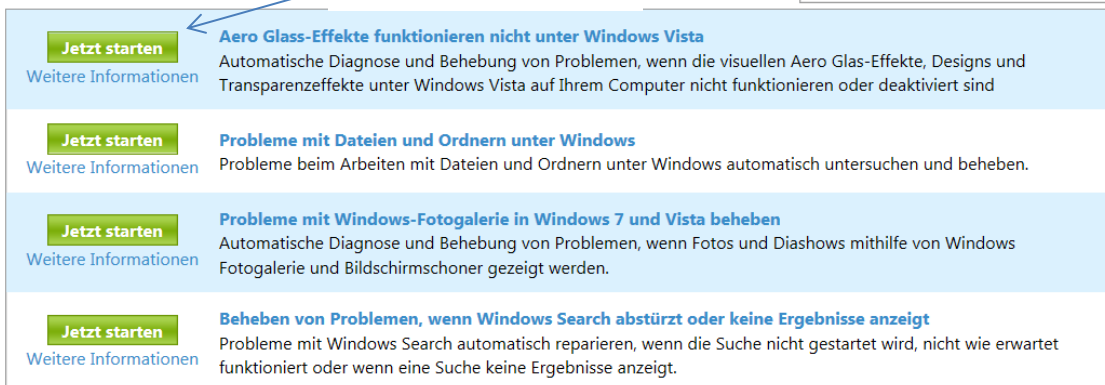 Jetzt starten
Weitere Informationen
Aero Glass-Effekte funktionieren nicht unter Windows Vista
Automatische Diagnose und Behebung von Problemen, wenn die visuellen Aero Glas-Effekte, Designs und
Transparenzeffekte unter Windows Vista auf Ihrem Computer nicht funktionieren oder deaktiviert sind
Jetzt starten
Weitere Informationen
Probleme mit Dateien und Ordnern unter Windows
Probleme beim Arbeiten mit Dateien und Ordnern unter Windows automatisch untersuchen und beheben.
Jetzt starten
Weitere Informationen
Probleme mit Windows-Fotogalerie in Windows 7 und Vista beheben
Automatische Diagnose und Behebung von Problemen, wenn Fotos und Diashows mithilfe von Windows
Fotogalerie und Bildschirmschoner gezeigt werden.
Jetzt starten
Weitere Informationen
Beheben von Problemen, wenn Windows Search abstürzt oder keine Ergebnisse anzeigt
Probleme mit Windows Search automatisch reparieren, wenn die Suche nicht gestartet wird, nicht wie erwartet
funktioniert oder wenn eine Suche keine Ergebnisse anzeigt.